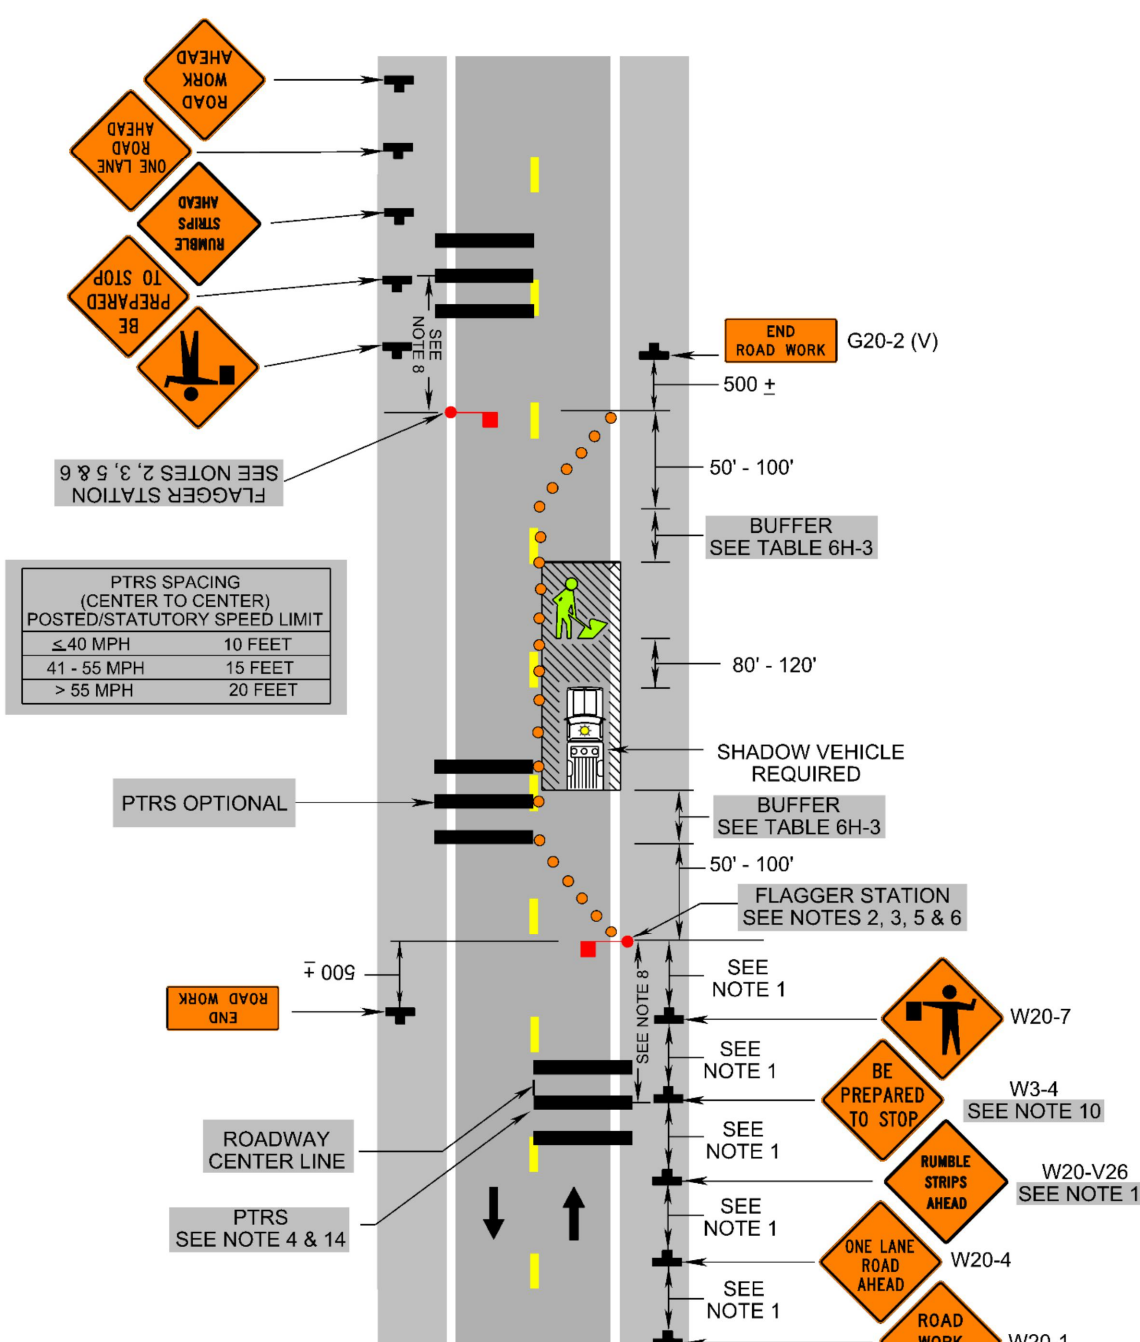 ROAD
WORK
AHEAD
ONE LANE
ROAD
AHEAD
RUMBLE
STRIPS
AHEAD
BE
PREPARED
TO STOP
SEE
NOTE 8
FLAGGER STATION
SEE NOTES 2, 3, 5 & 6
END
ROAD WORK
G20-2 (V)
500 ±
50' - 100'
BUFFER
SEE TABLE 6H-3
PTRS SPACING
(CENTER TO CENTER)
POSTED/STATUTORY SPEED LIMIT
≤40 MPH 10 FEET
41 - 55 MPH 15 FEET
> 55 MPH 20 FEET
80' - 120'
SHADOW VEHICLE
REQUIRED
PTRS OPTIONAL
BUFFER
SEE TABLE 6H-3
50' - 100'
FLAGGER STATION
SEE NOTES 2, 3, 5 & 6
500 ±
END
ROAD WORK
SEE NOTE 8
SEE
NOTE 1
W20-7
SEE
NOTE 1
BE
PREPARED
TO STOP
W3-4
SEE NOTE 10
ROADWAY
CENTER LINE
SEE
NOTE 1
RUMBLE
STRIPS
AHEAD
W20-V26
SEE NOTE 1
PTRS
SEE NOTE 4 & 14
SEE
NOTE 1
ONE LANE
ROAD
AHEAD
W20-4
SEE
NOTE 1
ROAD
WORK
W20-1